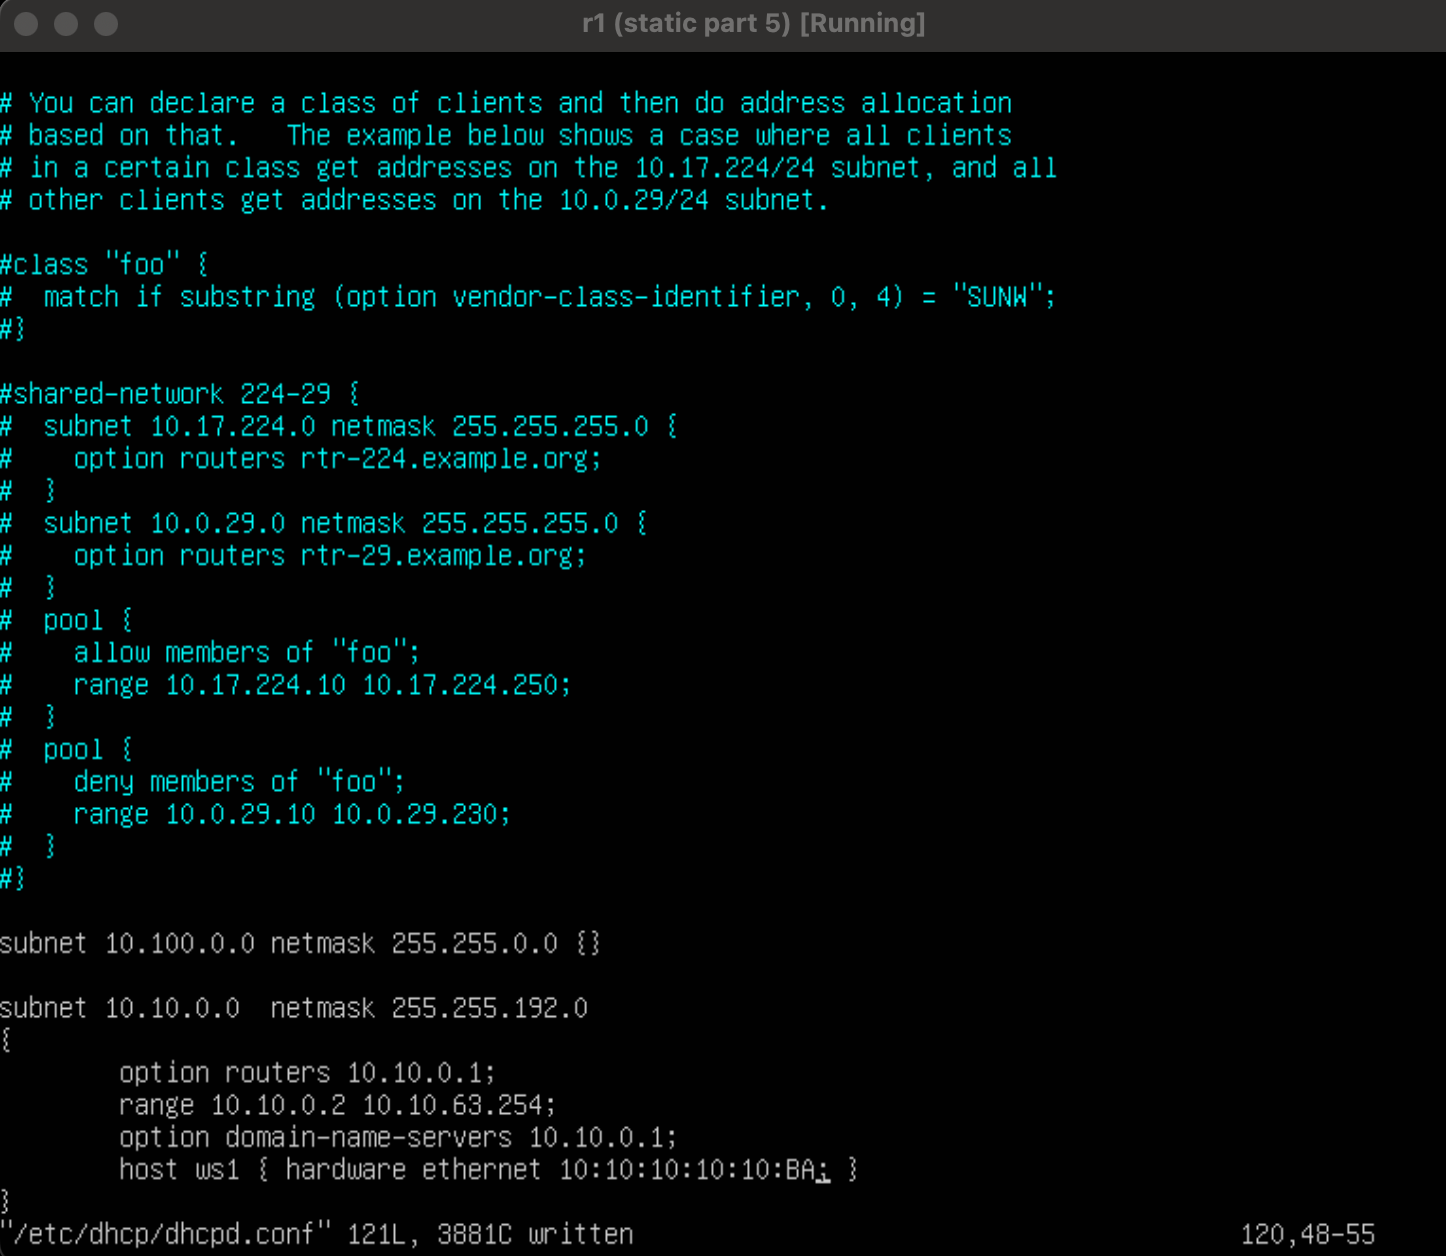 r1 (static part 5) [Running]
# You can declare a class of clients and then do address allocation
# based on that.   The example below shows a case where all clients
# in a certain class get addresses on the 10.17.224/24 subnet, and all
# other clients get addresses on the 10.0.29/24 subnet.
#class "foo" {
#  match if substring (option vendor-class-identifier, 0, 4) = "SUNW";
#}
#shared-network 224-29 {
#  subnet 10.17.224.0 netmask 255.255.255.0 {
#    option routers rtr-224.example.org;
#  }
#  subnet 10.0.29.0 netmask 255.255.255.0 {
#    option routers rtr-29.example.org;
#  }
#  pool {
#    allow members of "foo";
#    range 10.17.224.10 10.17.224.250;
#  }
#  pool {
#    deny members of "foo";
#    range 10.0.29.10 10.0.29.230;
#  }
#}
subnet 10.100.0.0 netmask 255.255.0.0 {}
subnet 10.10.0.0  netmask 255.255.192.0
{
        option routers 10.10.0.1;
        range 10.10.0.2 10.10.63.254;
        option domain-name-servers 10.10.0.1;
        host ws1 { hardware ethernet 10:10:10:10:10:BA; }
}
"/etc/dhcp/dhcpd.conf" 121L, 3881C written 120,48-55